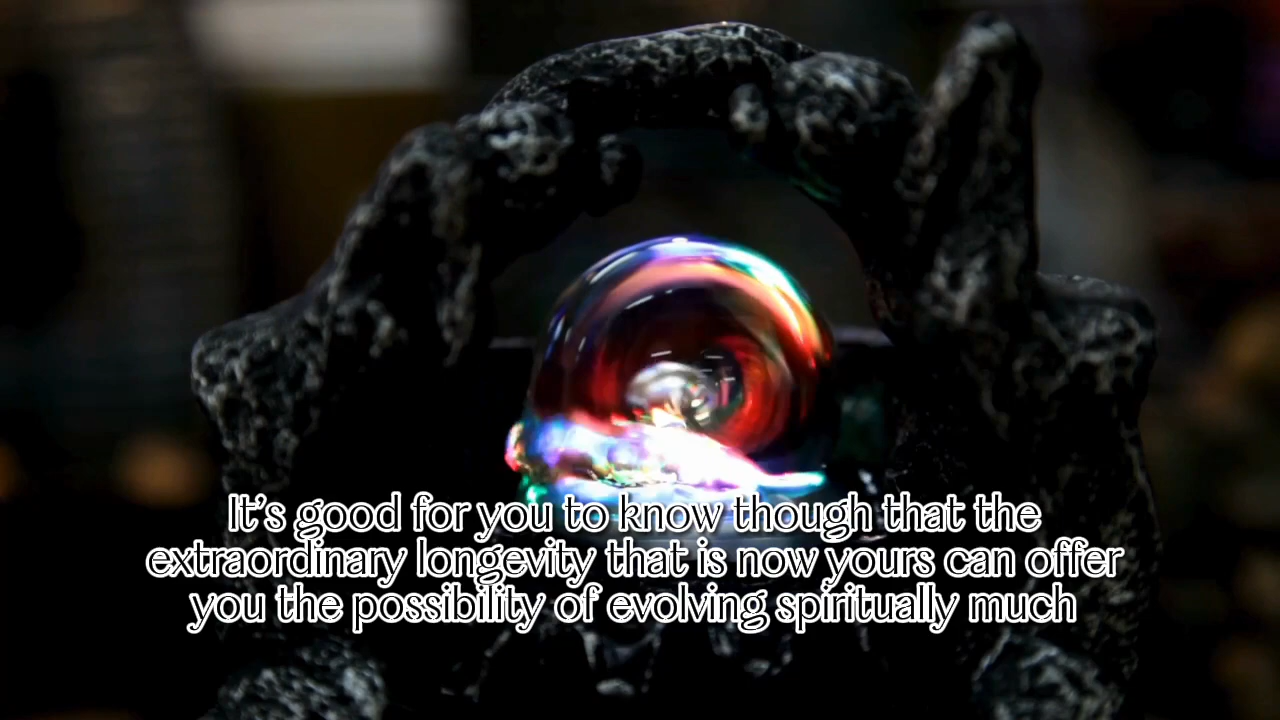 It's good for you to know though that the
extraordinary longevity that is now yours can offer
you the possibility of evolving spiritually much